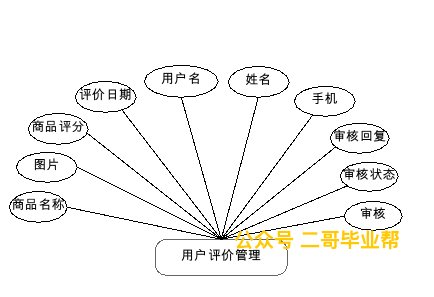 用户名
姓名
评价日期
手机
商品评分
审核回复
图片
审核状态
商品名称
审核
公众号 二哥毕业帮
用户评价管理